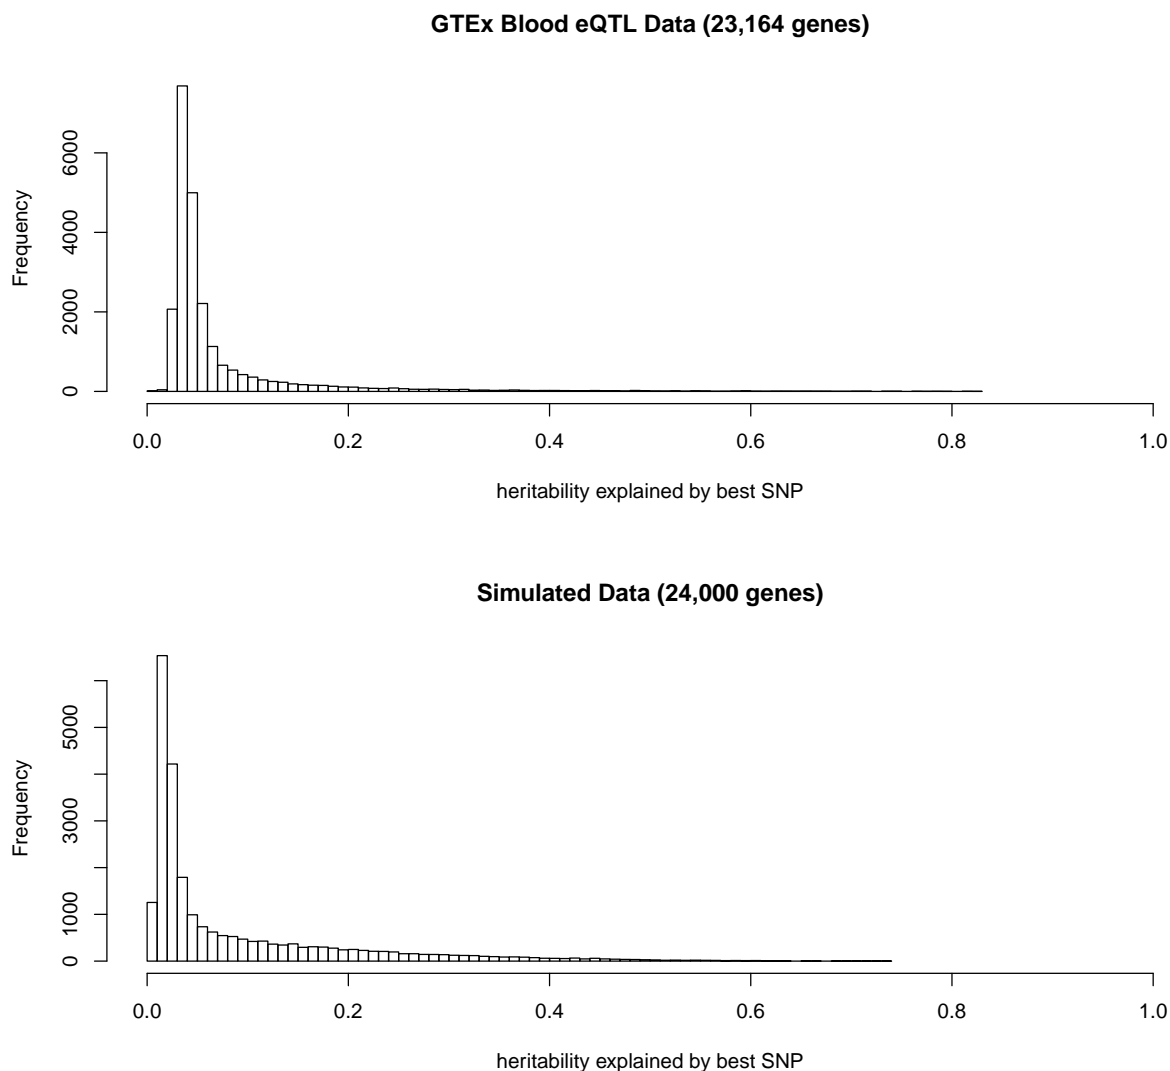 GTEx Blood eQTL Data (23,164 genes)
Frequency
6000
4000
2000
0
0.0 0.2 0.4 0.6 0.8 1.0
heritability explained by best SNP
Simulated Data (24,000 genes)
Frequency
5000
3000
1000
0
0.0 0.2 0.4 0.6 0.8 1.0
heritability explained by best SNP